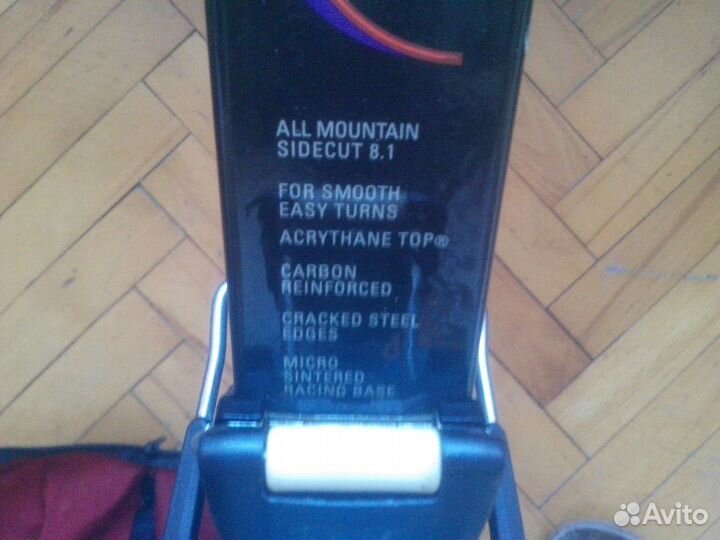 ALL MOUNTAIN
SIDECUT 8.1
FOR SMOOTH
EASY TURNS
ACRYTHANE TOP®
CARBON
REINFORCED
CRACKED STEEL
EDGES
MICRO
SINTERED
RACING BASE
Avito